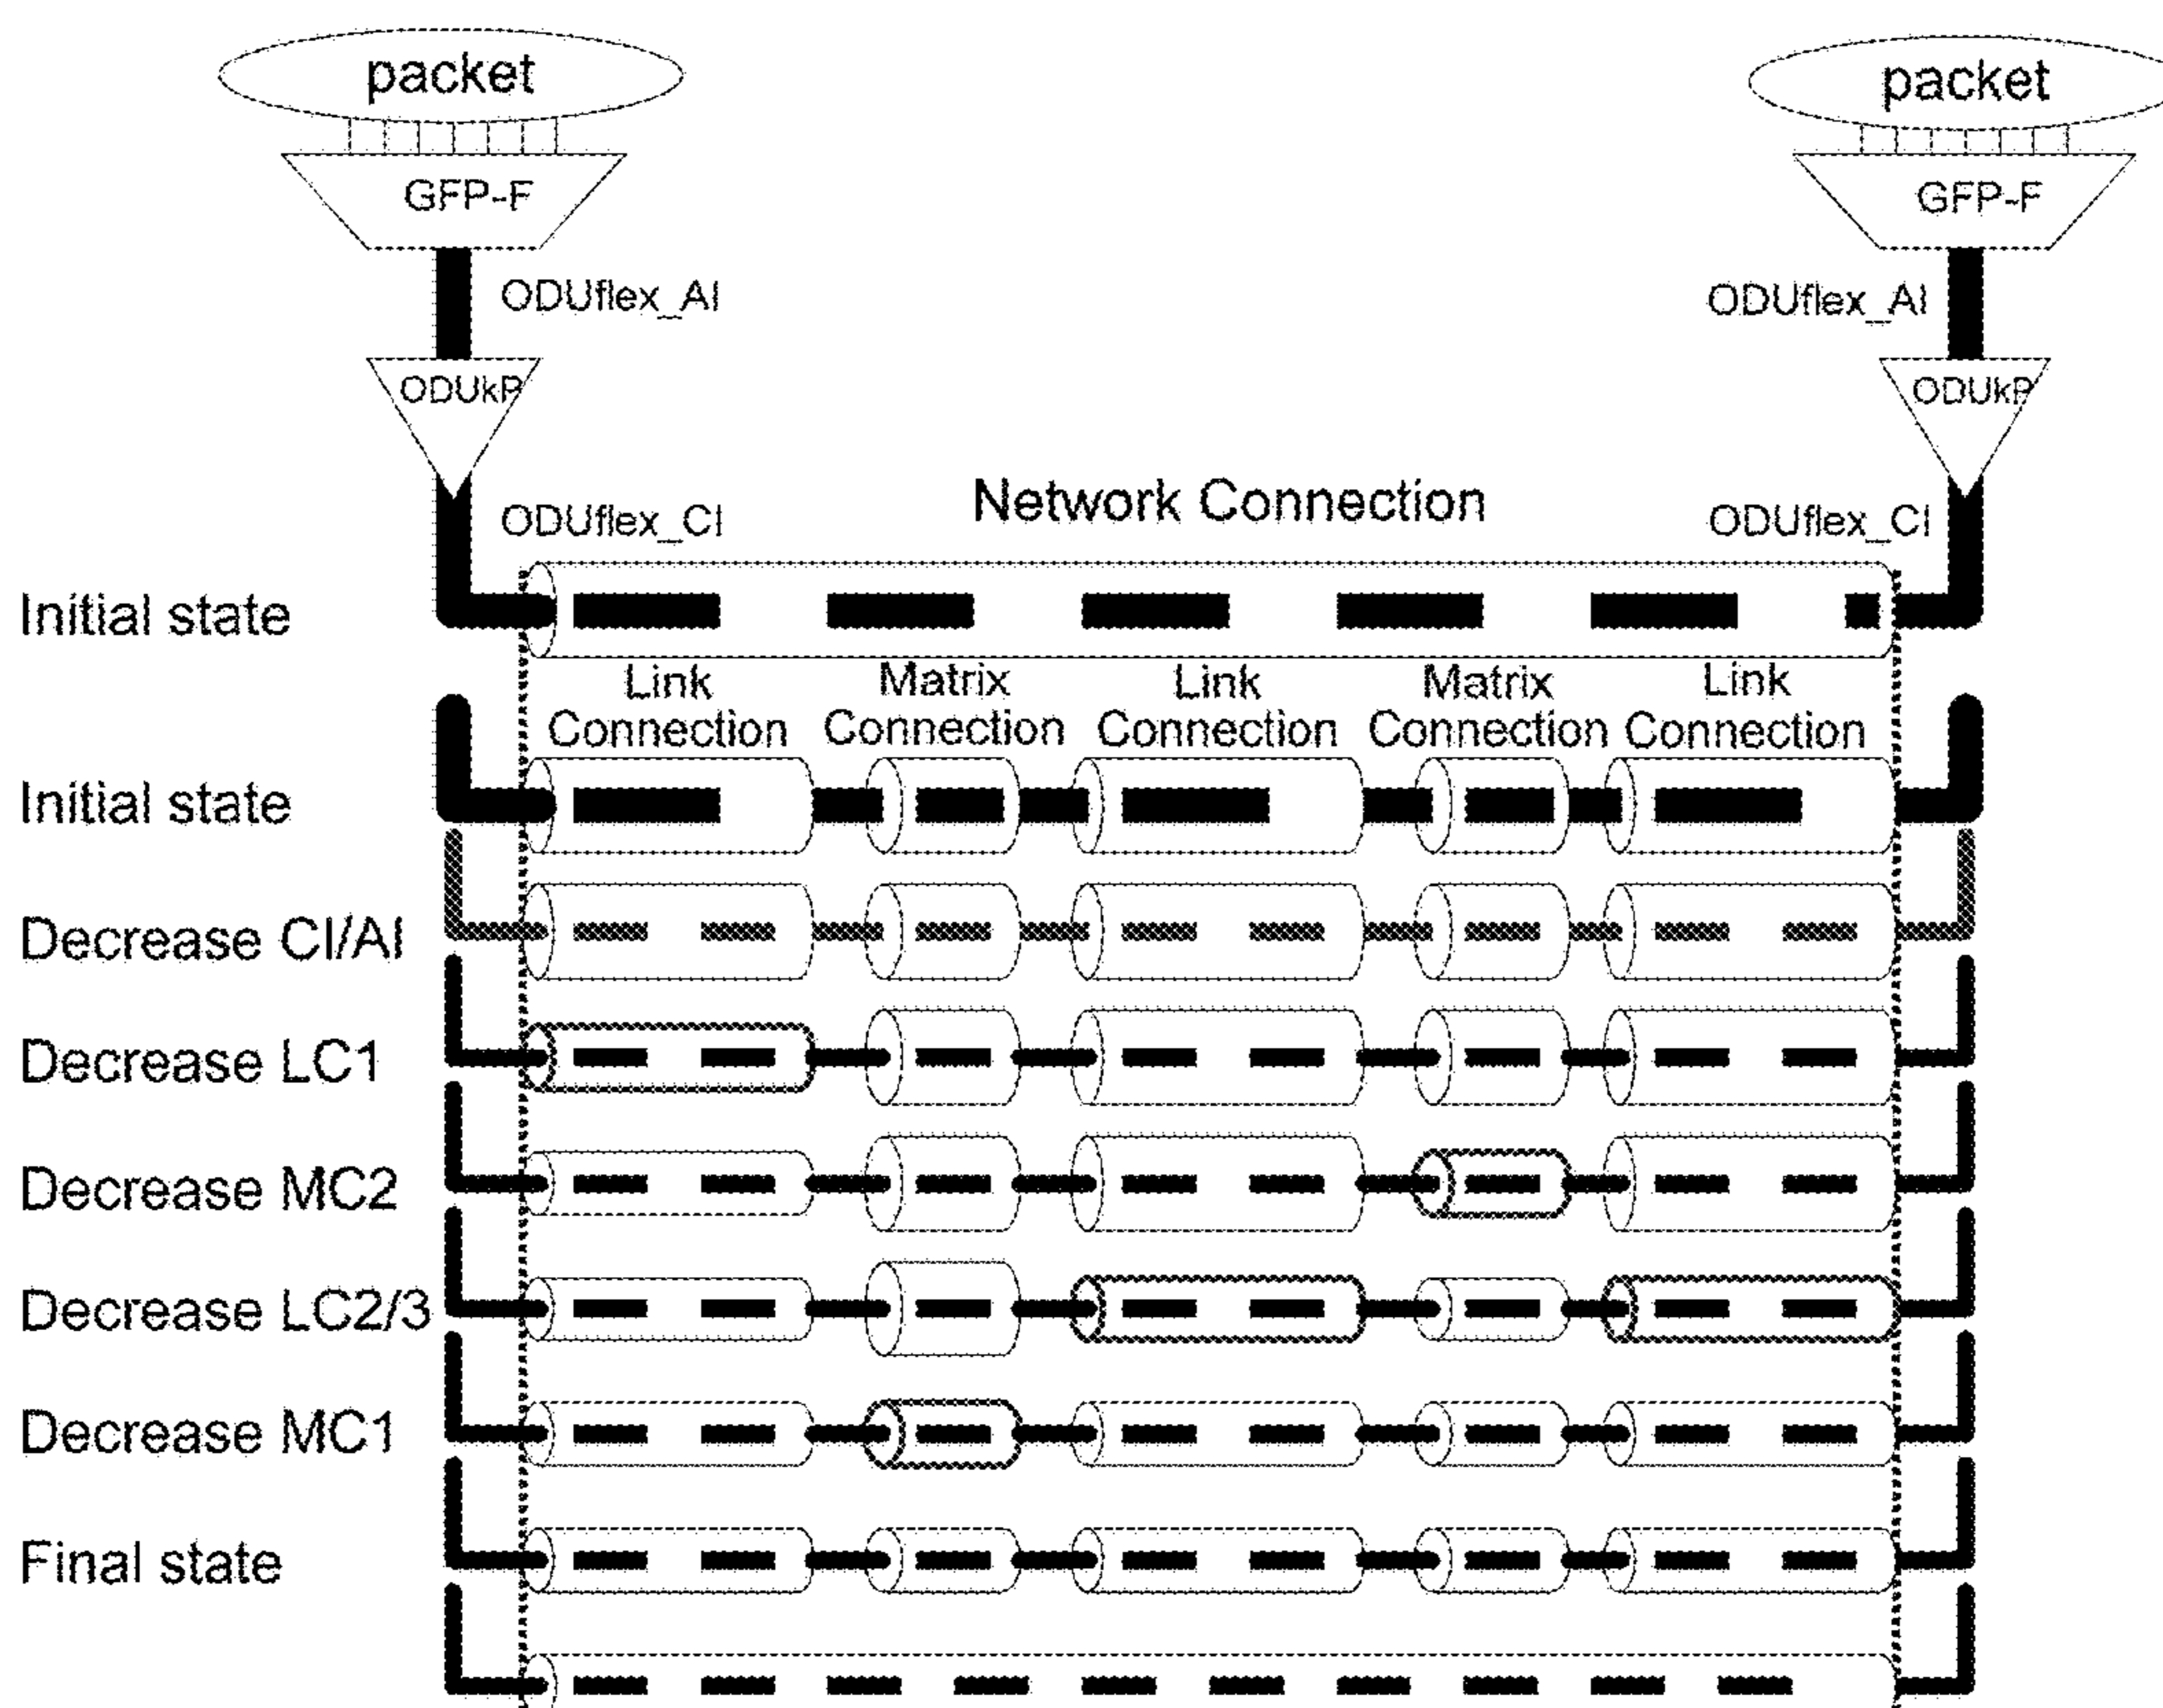 packet
packet
GFP-F
GFP-F
ODUflex_AI
ODUflex_AI
ODUkP
ODUkP
Network Connection
ODUflex_CI
ODUflex_CI
Initial state
Link Connection
Matrix Connection
Link Connection
Matrix Connection
Link Connection
Initial state
Decrease CI/AI
Decrease LC1
Decrease MC2
Decrease LC2/3
Decrease MC1
Final state